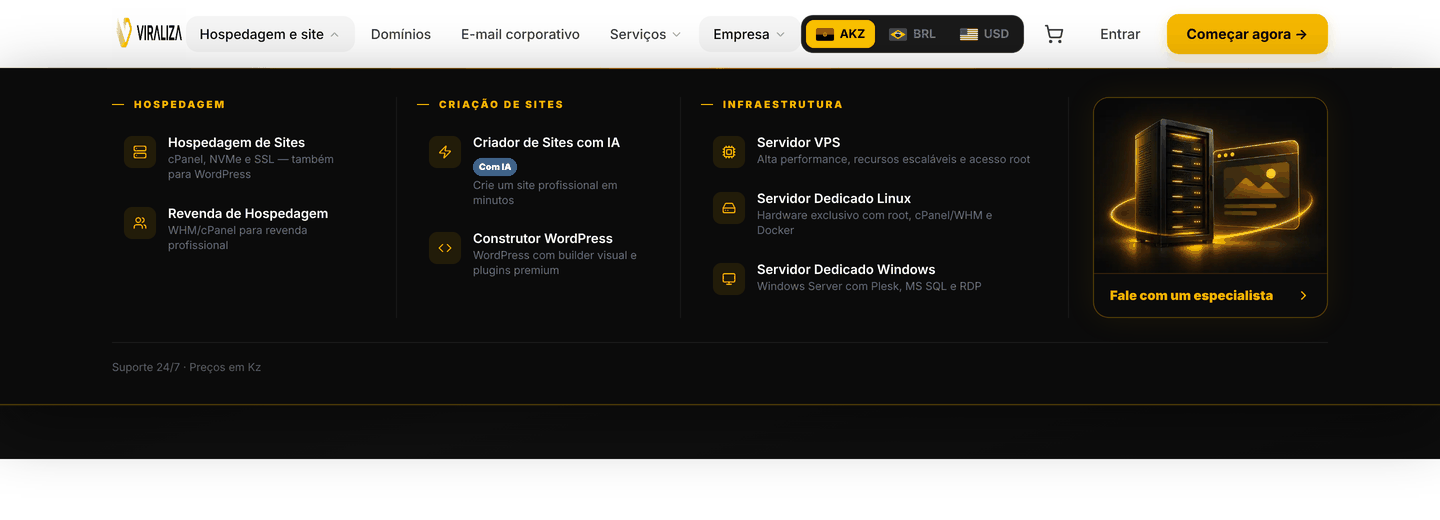 VIRALIZA
Hospedagem e site
Domínios
E-mail corporativo
Serviços
Empresa
AKZ
BRL
USD
Entrar
Começar agora →
— HOSPEDAGEM
Hospedagem de Sites
cPanel, NVMe e SSL — também
para WordPress
Revenda de Hospedagem
WHM/cPanel para revenda
profissional
— CRIAÇÃO DE SITES
Criador de Sites com IA
Com IA
Crie um site profissional em
minutos
Construtor WordPress
WordPress com builder visual e
plugins premium
— INFRAESTRUTURA
Servidor VPS
Alta performance, recursos escaláveis e acesso root
Servidor Dedicado Linux
Hardware exclusivo com root, cPanel/WHM e
Docker
Servidor Dedicado Windows
Windows Server com Plesk, MS SQL e RDP
Fale com um especialista
Suporte 24/7 · Preços em Kz